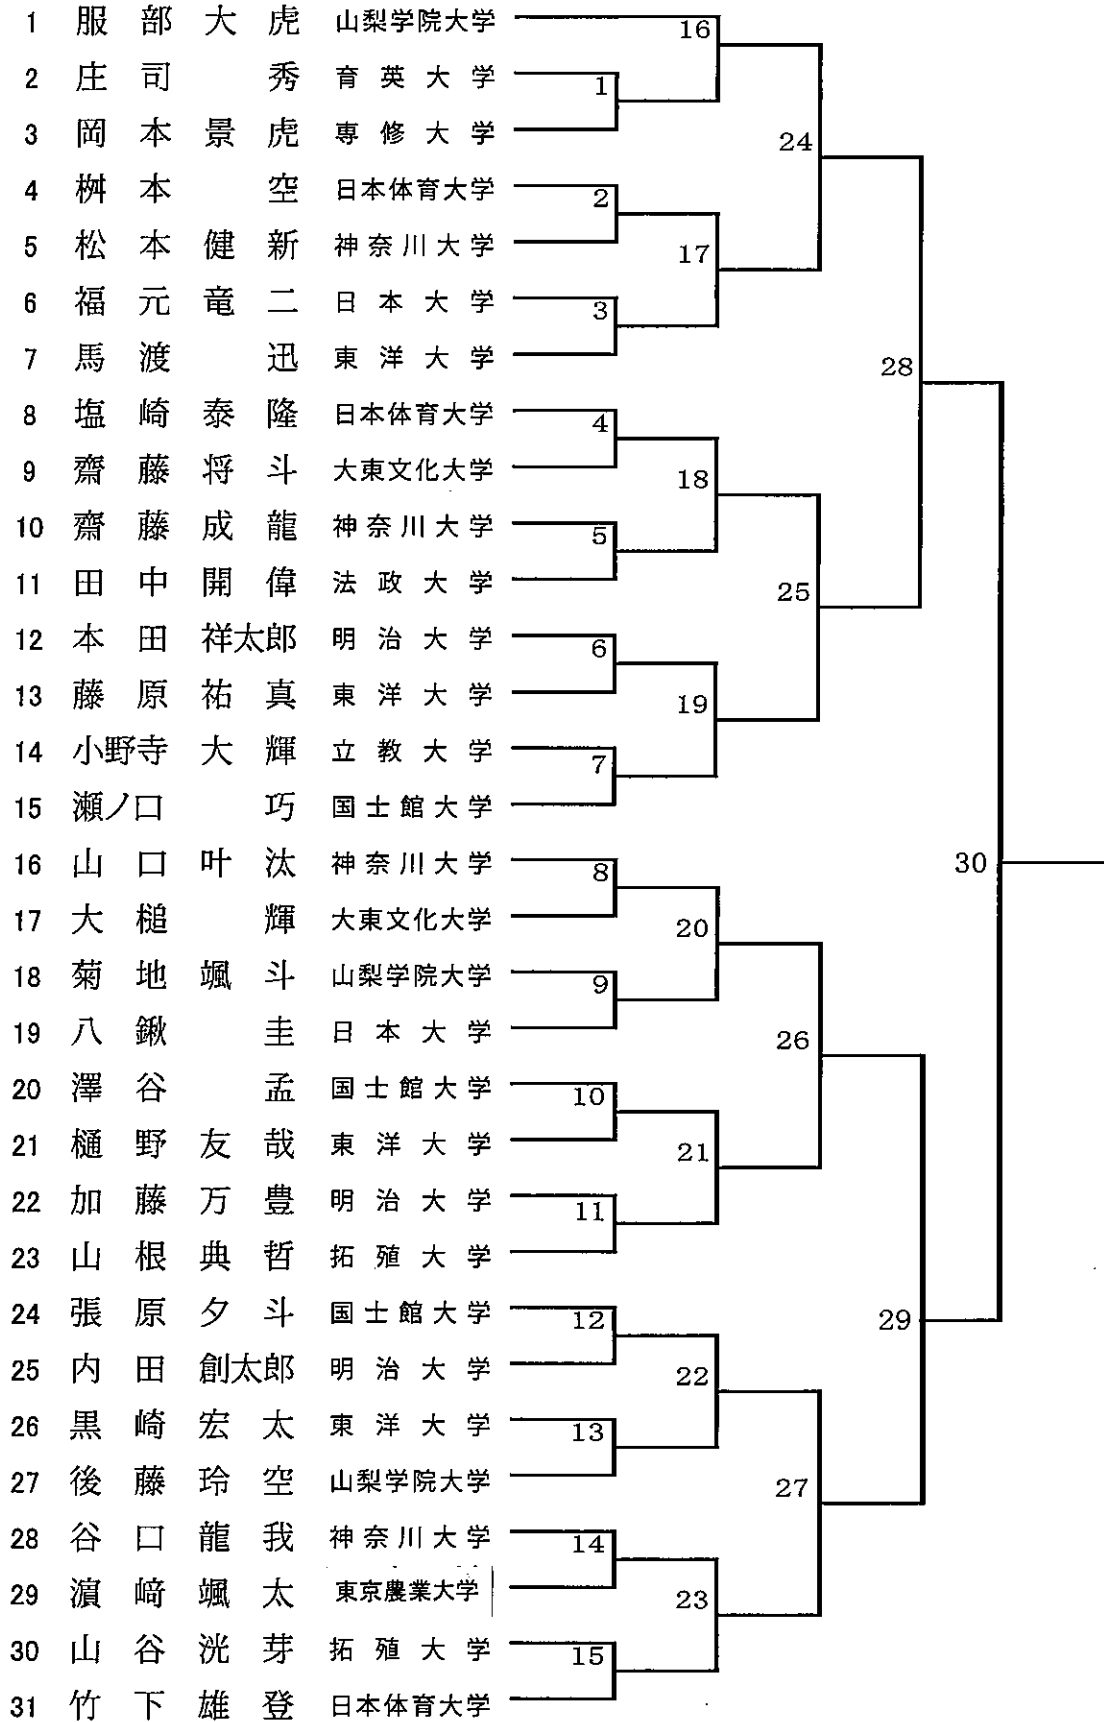 1 服部大虎 山梨学院大学
2 庄司秀 育英大学
3 岡本景虎 専修大学
4 桝本空 日本体育大学
5 松本健新 神奈川大学
6 福元竜二 日本大学
7 馬渡迅 東洋大学
8 塩崎泰隆 日本体育大学
9 齋藤将斗 大東文化大学
10 齋藤成龍 神奈川大学
11 田中開偉 法政大学
12 本田祥太郎 明治大学
13 藤原祐真 東洋大学
14 小野寺大輝 立教大学
15 瀬ノ口巧 国士館大学
16 山口叶汰 神奈川大学
17 大槌輝 大東文化大学
18 菊地颯斗 山梨学院大学
19 八鍬圭 日本大学
20 澤谷孟 国士館大学
21 樋野友哉 東洋大学
22 加藤万豊 明治大学
23 山根典哲 拓殖大学
24 張原夕斗 国士館大学
25 内田創太郎 明治大学
26 黒崎宏太 東洋大学
27 後藤玲空 山梨学院大学
28 谷口龍我 神奈川大学
29 濵﨑颯太 東京農業大学
30 山谷洸芽 拓殖大学
31 竹下雄登 日本体育大学
1
2
3
4
5
6
7
8
9
10
11
12
13
14
15
16
17
18
19
20
21
22
23
24
25
26
27
28
29
30